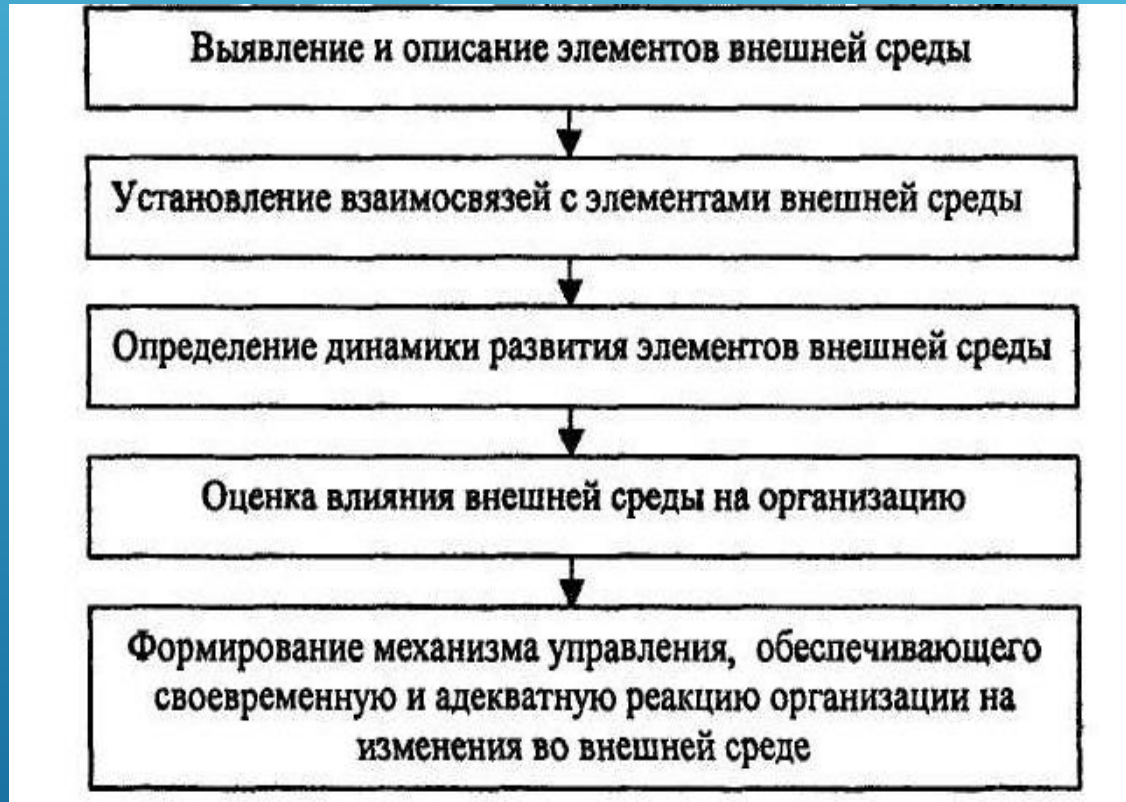 Выявление и описание элементов внешней среды
Установление взаимосвязей с элементами внешней среды
Определение динамики развития элементов внешней среды
Оценка влияния внешней среды на организацию
Формирование механизма управления, обеспечивающего
своевременную и адекватную реакцию организации на
изменения во внешней среде